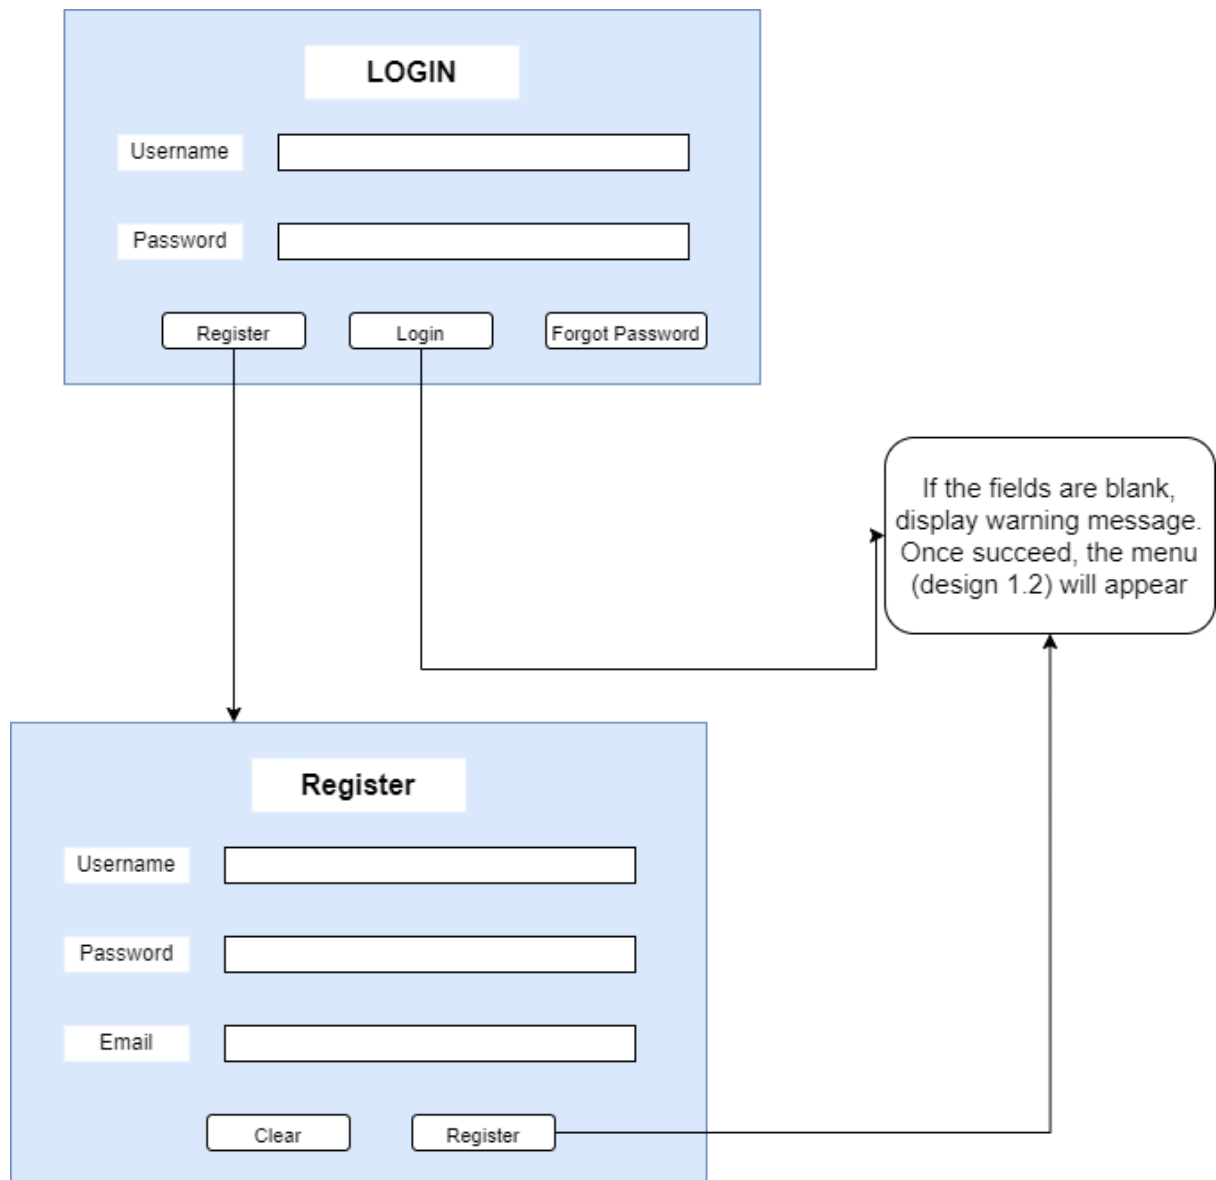 LOGIN
Username
Password
Register
Login
Forgot Password
If the fields are blank,
display warning message.
Once succeed, the menu
(design 1.2) will appear
Register
Username
Password
Email
Clear
Register